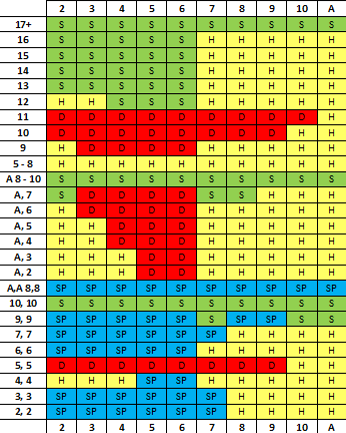 2 3 4 5 6 7 8 9 10 A
17+ S S S S S S S S S S
16 S S S S S H H H H H
15 S S S S S H H H H H
14 S S S S S H H H H H
13 S S S S S H H H H H
12 H H S S S H H H H H
11 D D D D D D D D D H
10 D D D D D D D D H H
9 H D D D D H H H H H
5 - 8 H H H H H H H H H H
A 8 - 10 S S S S S S S S S S
A, 7 S D D D D S S H H H
A, 6 H D D D D H H H H H
A, 5 H H D D D H H H H H
A, 4 H H D D D H H H H H
A, 3 H H H D D H H H H H
A, 2 H H H D D H H H H H
A,A 8,8 SP SP SP SP SP SP SP SP SP SP
10, 10 S S S S S S S S S S
9, 9 SP SP SP SP SP S SP SP S S
7, 7 SP SP SP SP SP SP H H H H
6, 6 SP SP SP SP SP H H H H H
5, 5 D D D D D D D D H H
4, 4 H H H SP SP H H H H H
3, 3 SP SP SP SP SP SP H H H H
2, 2 SP SP SP SP SP SP H H H H
2 3 4 5 6 7 8 9 10 A